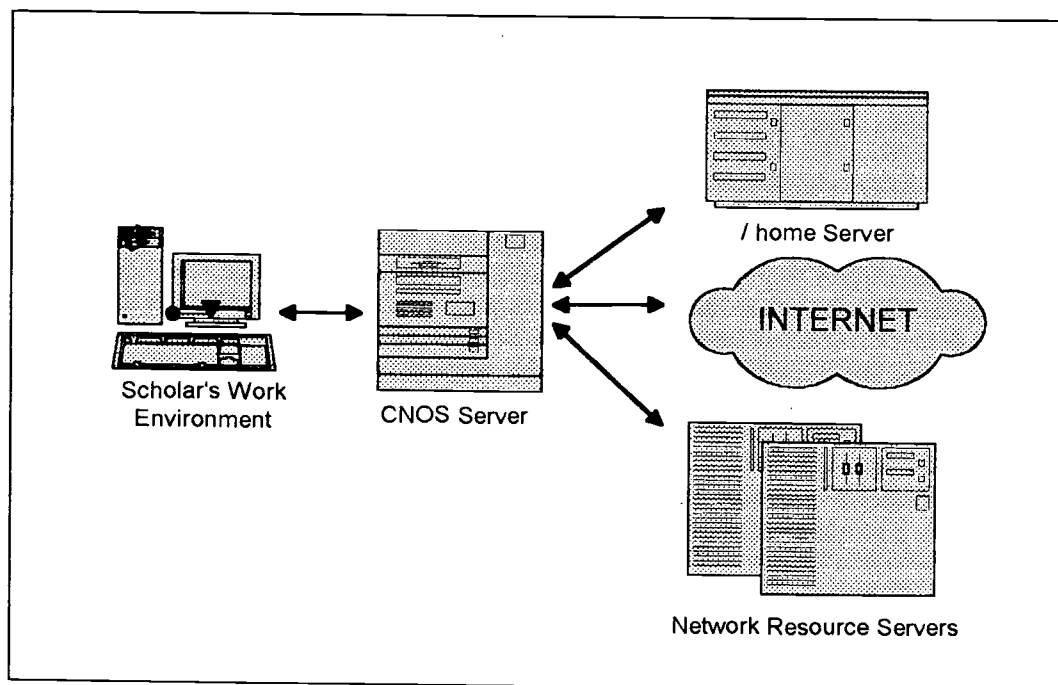 / home Server
INTERNET
Scholar's Work
Environment
CNOS Server
Network Resource Servers